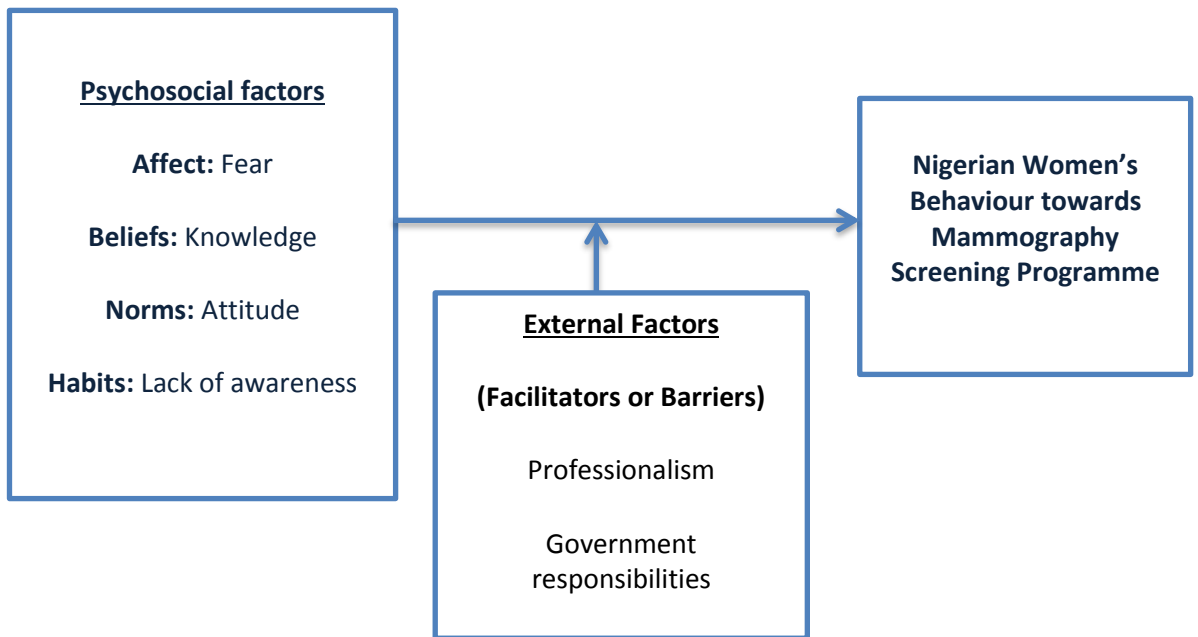 Psychosocial factors
Affect: Fear
Beliefs: Knowledge
Norms: Attitude
Habits: Lack of awareness
External Factors
(Facilitators or Barriers)
Professionalism
Government
responsibilities
Nigerian Women’s
Behaviour towards
Mammography
Screening Programme